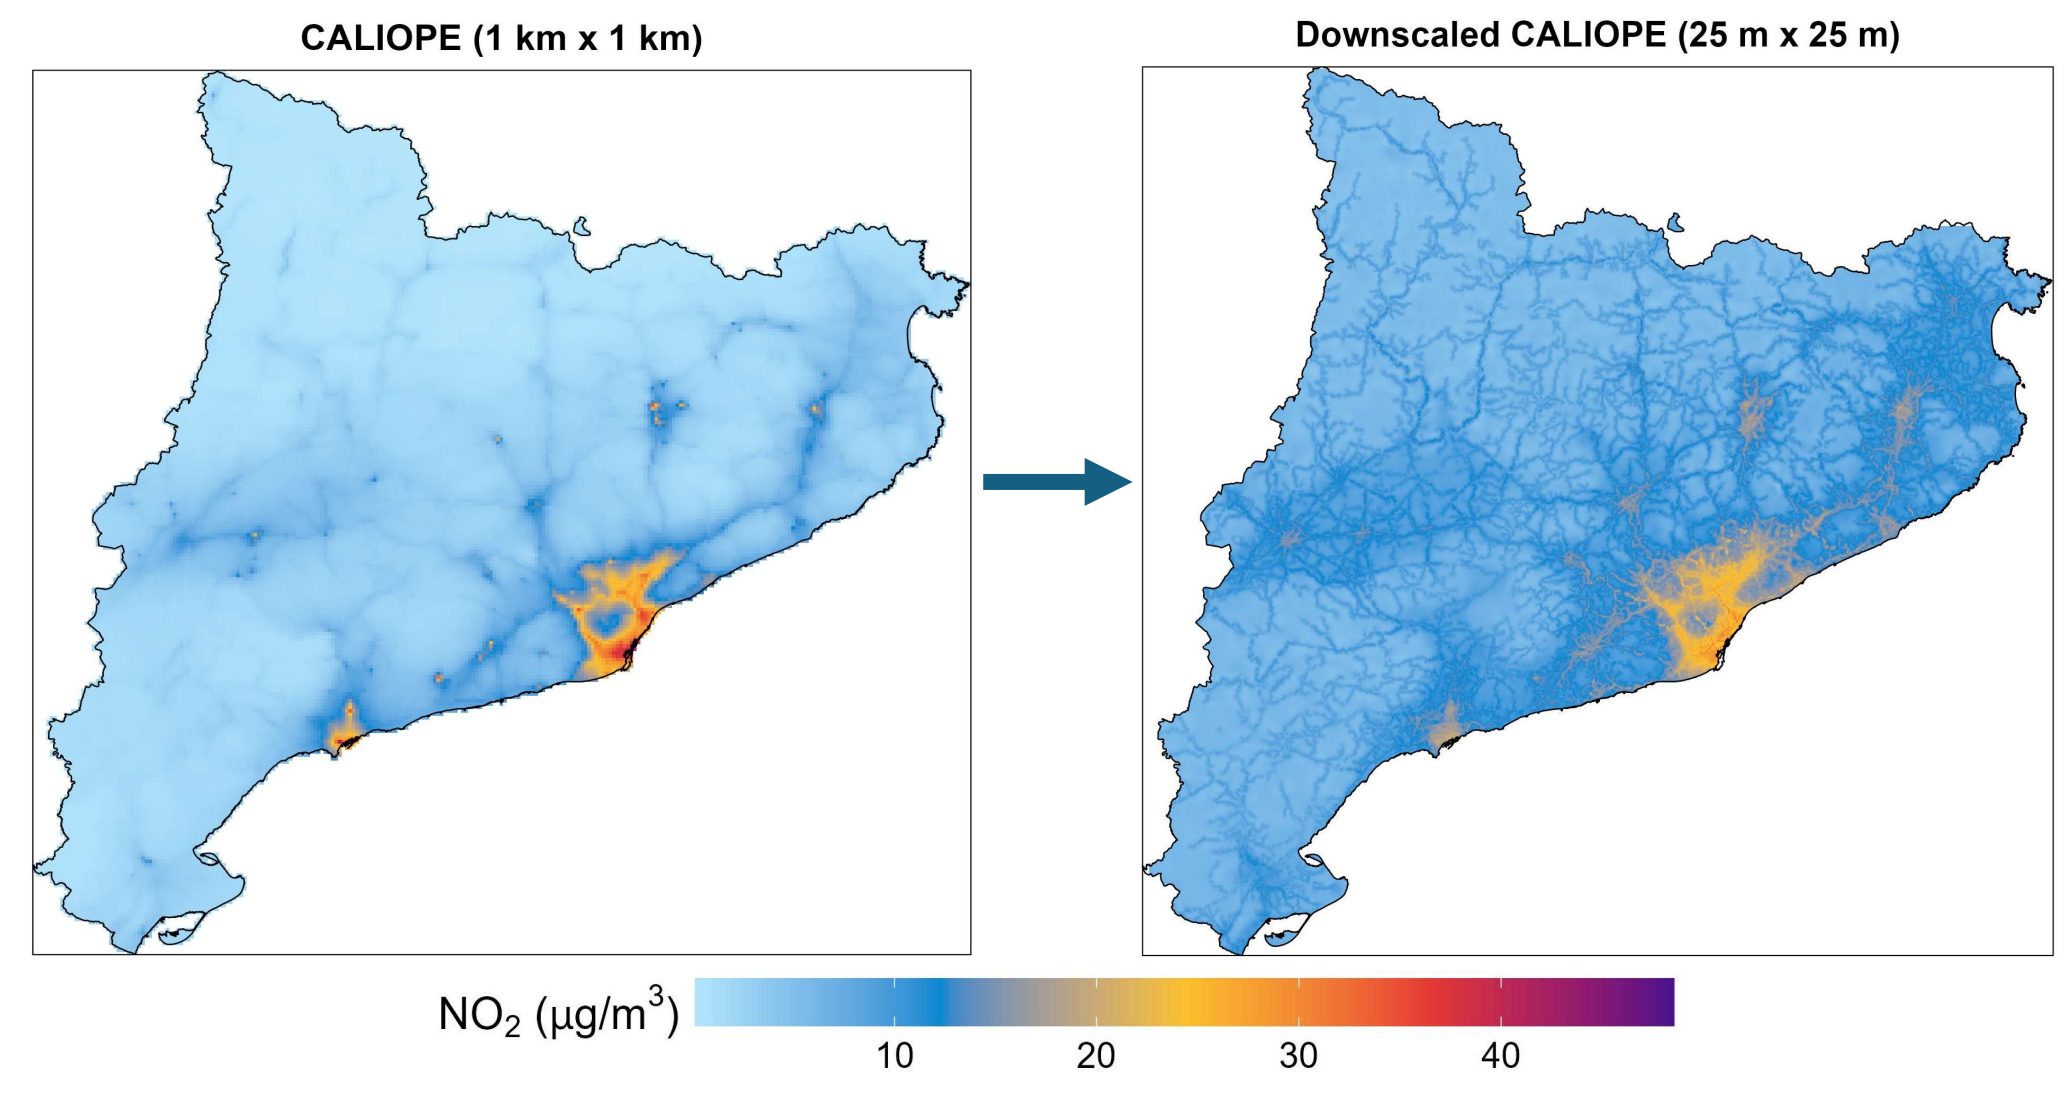 CALIOPE (1 km x 1 km)
Downscaled CALIOPE (25 m x 25 m)
NO₂ (µg/m³)
10 20 30 40